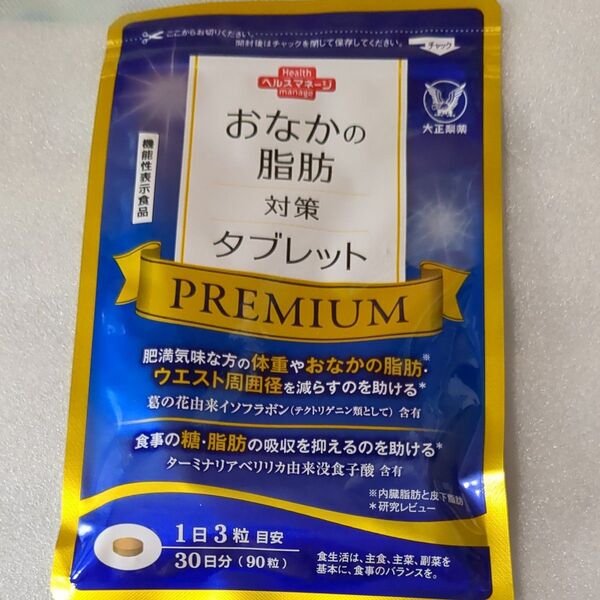 ここからお切りください。
開封後はチャックを閉じて保存してください。
チャック
Health
ヘルスマネージ
manage
大正製薬
機能性表示食品
おなかの
脂肪
対策
タブレット
PREMIUM
肥満気味な方の体重やおなかの脂肪※・
ウエスト周囲径を減らすのを助ける*
葛の花由来イソフラボン(テクトリゲニン類として) 含有
食事の糖・脂肪の吸収を抑えるのを助ける*
ターミナリアベリリカ由来没食子酸 含有
※内臓脂肪と皮下脂肪
*研究レビュー
1日3粒 目安
30日分(90粒)
食生活は、主食、主菜、副菜を
基本に、食事のバランスを。